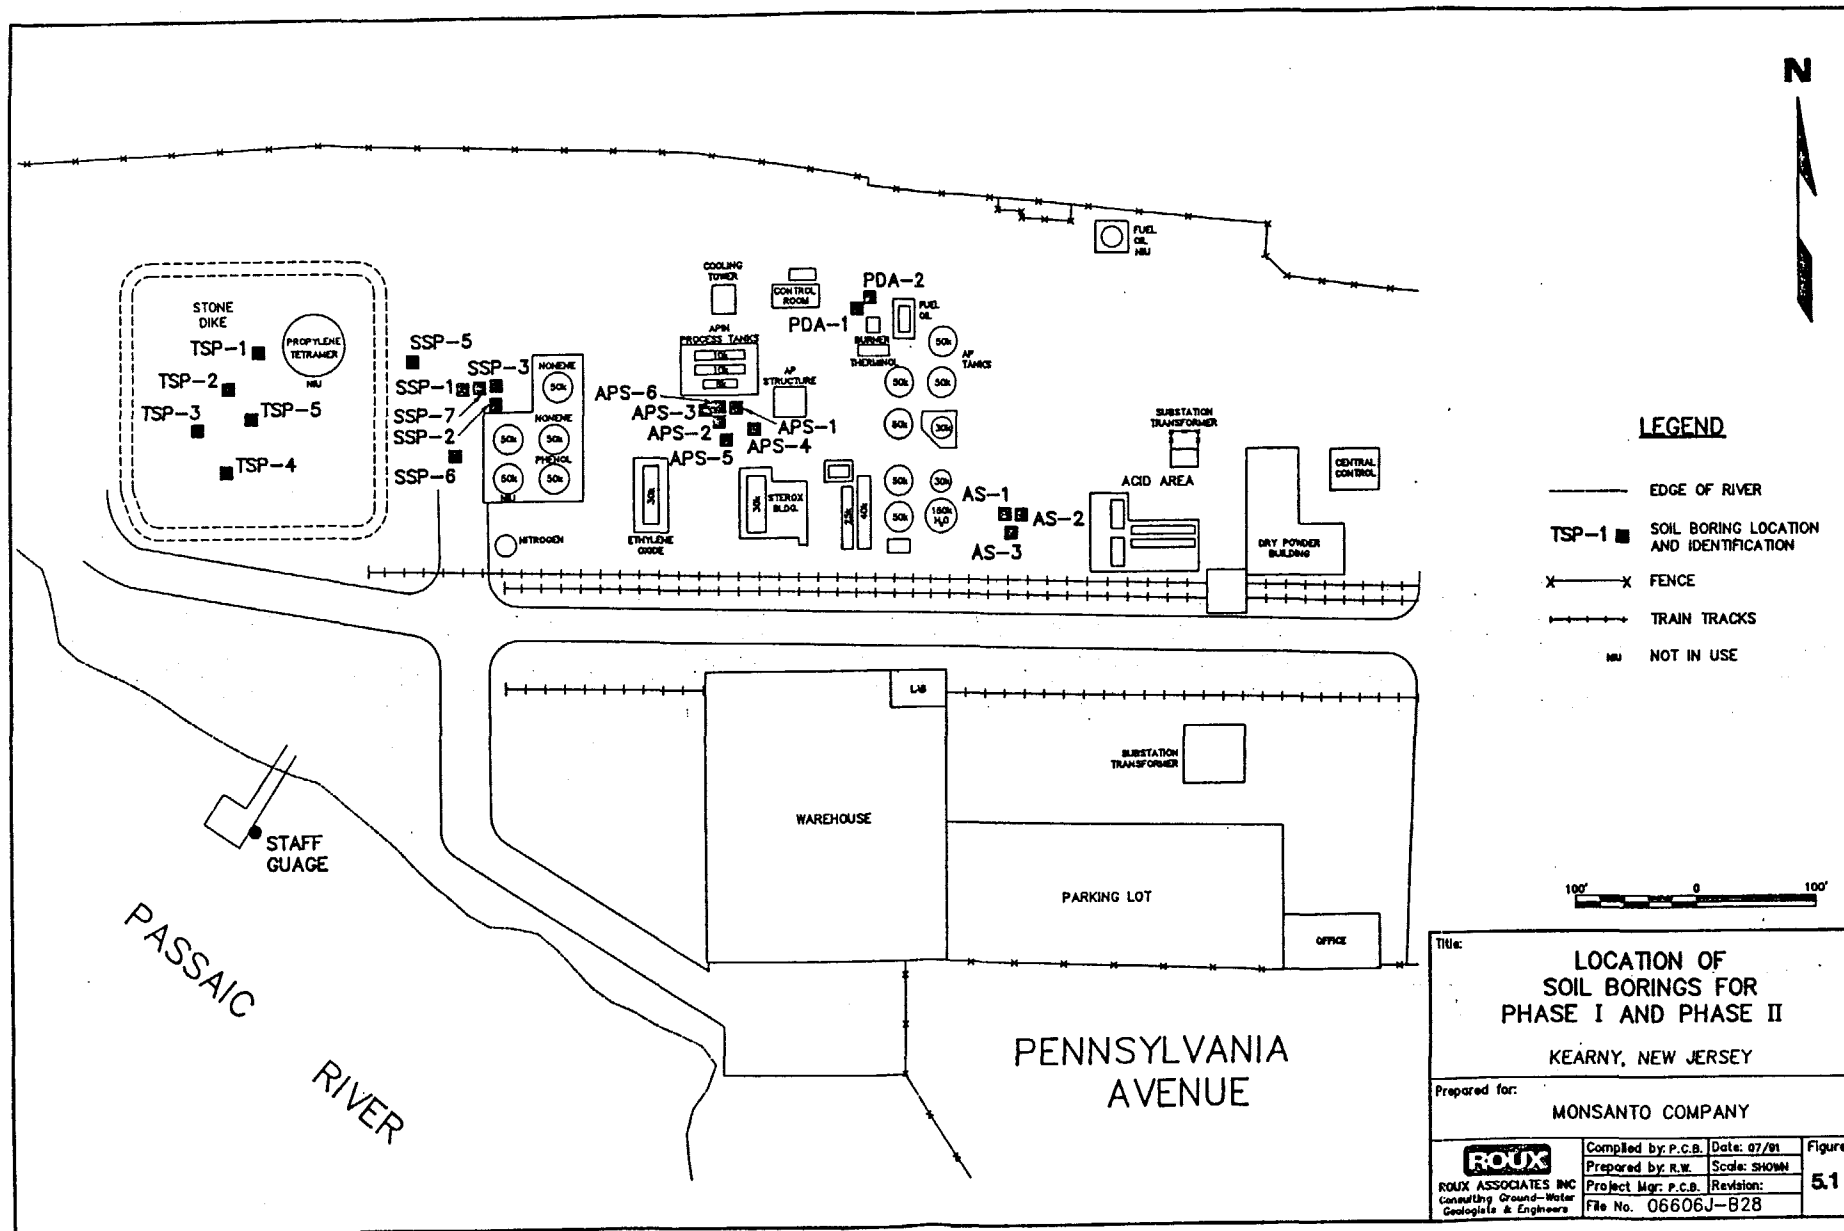 N
FUEL
OIL
NIU
COOLING
TOWER
CONTROL
ROOM
PDA-2
PDA-1
FUEL
OIL
BURNER
THERMINOL
50k
AP
TANKS
STONE
DIKE
PROPYLENE
TETRAMER
NIU
TSP-1
TSP-2
TSP-3
TSP-5
TSP-4
SSP-5
SSP-3
SSP-1
SSP-7
SSP-2
SSP-6
NONENE
50k
NONENE
50k
50k
PHENOL
50k
50k
NIU
NITROGEN
APIN
PROCESS TANKS
10k
10k
8k
AP
STRUCTURE
APS-6
APS-3
APS-1
APS-2
APS-4
APS-5
30k
ETHYLENE
OXIDE
30k
STEROX
BLDG.
25k
40k
50k
50k
50k
30k
50k
30k
50k
150k
H₂O
AS-1
AS-2
AS-3
SUBSTATION
TRANSFORMER
ACID AREA
DRY POWDER
BUILDING
CENTRAL
CONTROL
LEGEND
EDGE OF RIVER
TSP-1
SOIL BORING LOCATION
AND IDENTIFICATION
FENCE
TRAIN TRACKS
NIU
NOT IN USE
LAB
WAREHOUSE
SUBSTATION
TRANSFORMER
PARKING LOT
OFFICE
STAFF
GUAGE
PASSAIC
RIVER
PENNSYLVANIA
AVENUE
100'
0
100'
Title:
LOCATION OF
SOIL BORINGS FOR
PHASE I AND PHASE II
KEARNY, NEW JERSEY
Prepared for:
MONSANTO COMPANY
ROUX
ROUX ASSOCIATES INC
Consulting Ground-Water
Geologists & Engineers
Compiled by: P.C.B.
Date: 07/91
Prepared by: R.W.
Scale: SHOWN
Project Mgr: P.C.B.
Revision:
File No. 06606J-B28
Figure
5.1